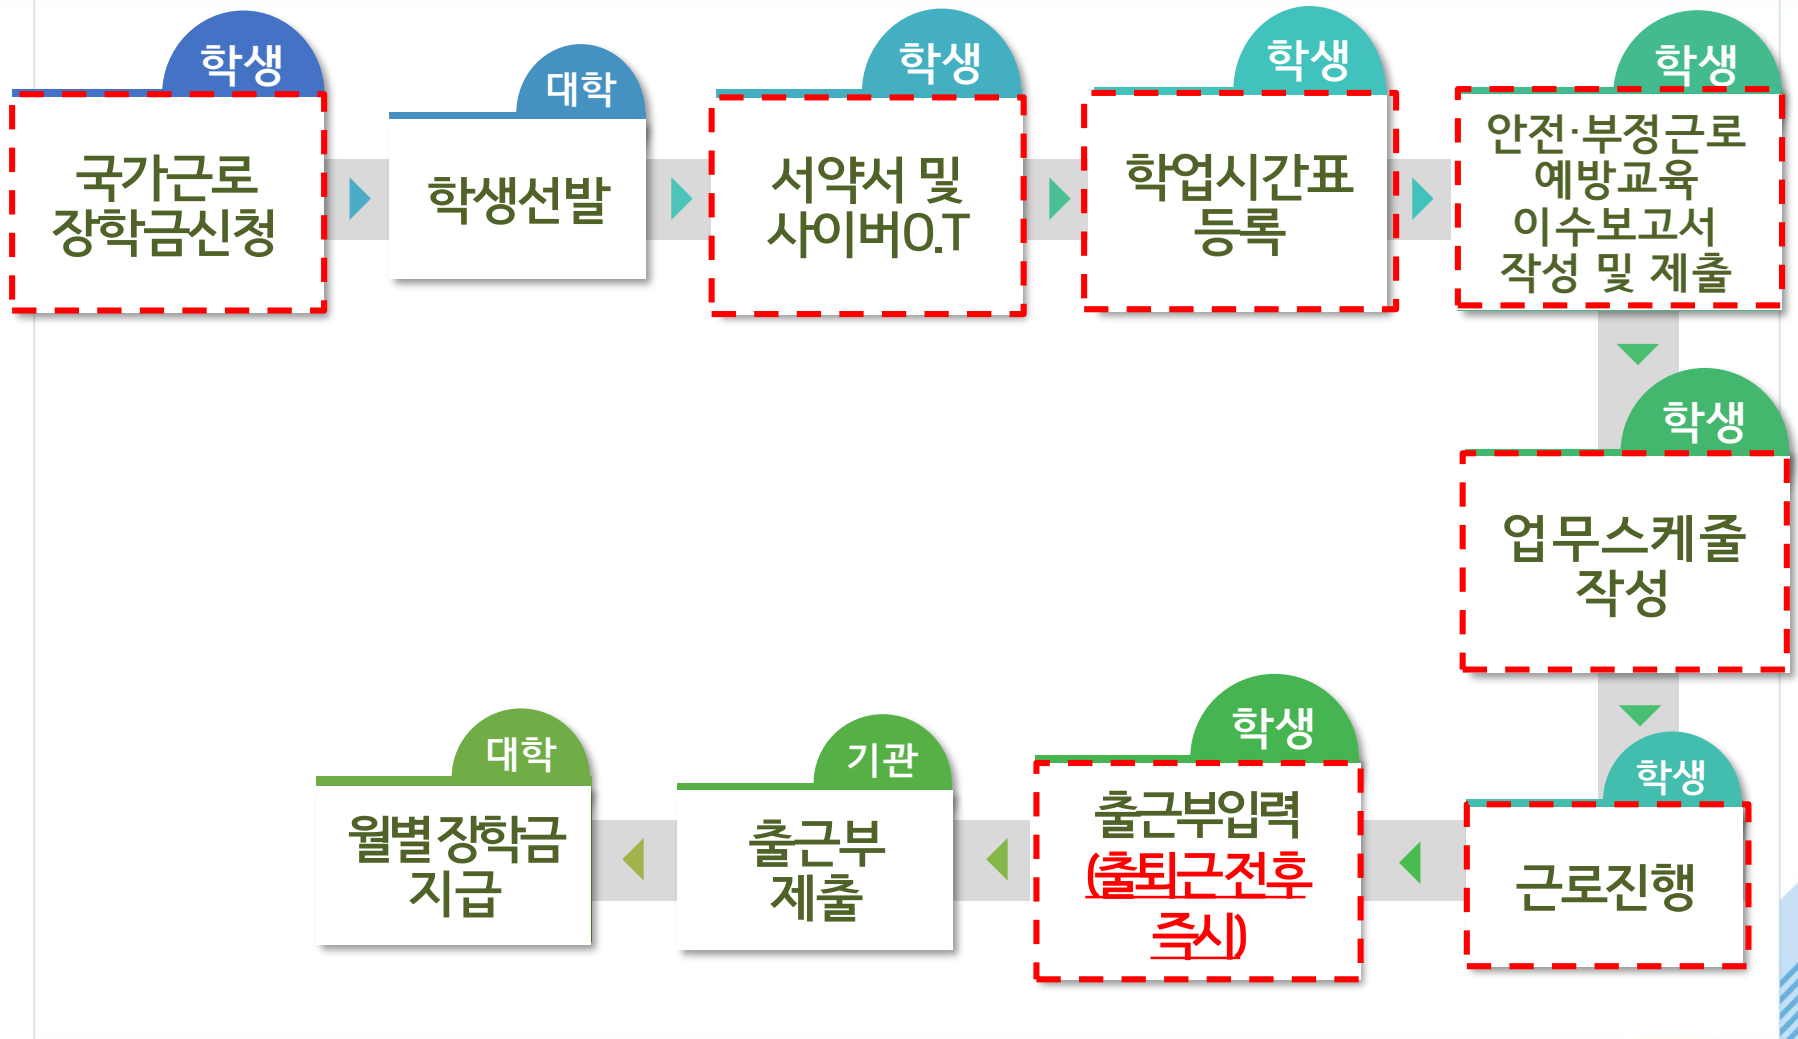 학생
국가근로
장학금신청
대학
학생선발
학생
서약서 및
사이버O.T
학생
학업시간표
등록
학생
안전·부정근로
예방교육
이수보고서
작성 및 제출
학생
업무스케줄
작성
학생
근로진행
학생
출근부입력
(출퇴근 전후
즉시)
기관
출근부
제출
대학
월별 장학금
지급